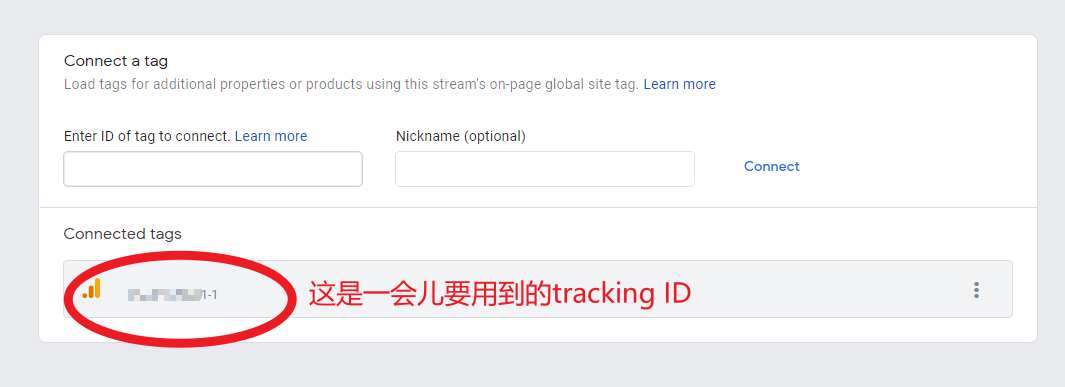 Connect a tag
Load tags for additional properties or products using this stream's on-page global site tag. Learn more
Enter ID of tag to connect. Learn more
Nickname (optional)
Connect
Connected tags
1-1
这是一会儿要用到的tracking ID